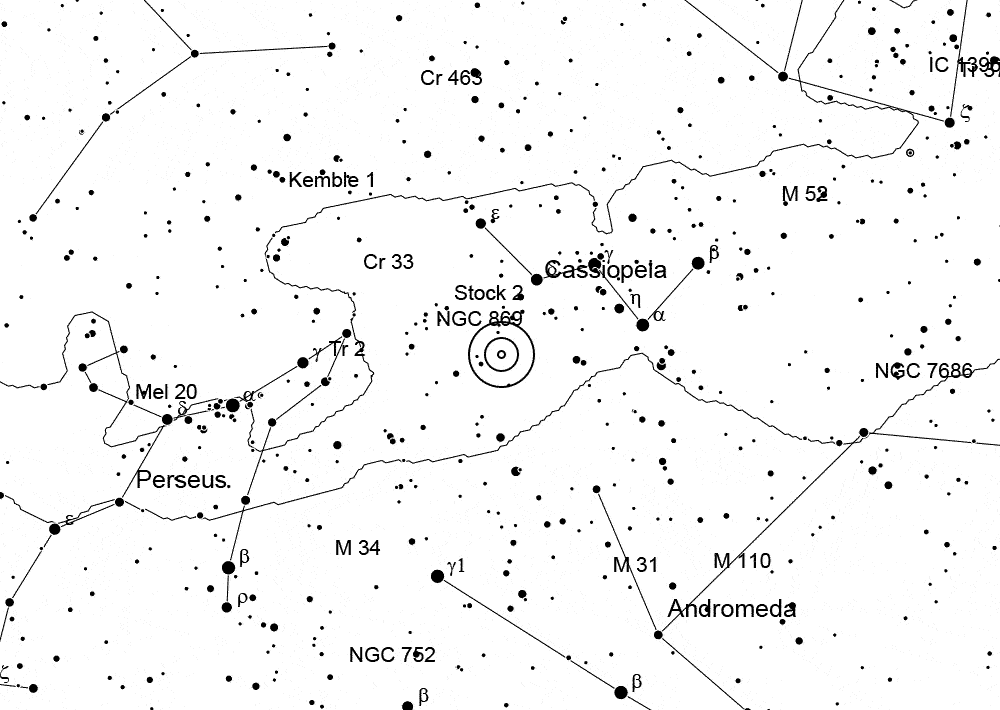 IC 1396
Cr 463
ζ
Kemble 1
M 52
ε
γ
β
Cr 33
Cassiopeia
Stock 2
η
α
NGC 869
γ Tr 2
NGC 7686
Mel 20
δ
α
Perseus
ε
M 34
β
γ1
M 31
M 110
ρ
Andromeda
NGC 752
ζ
β
β